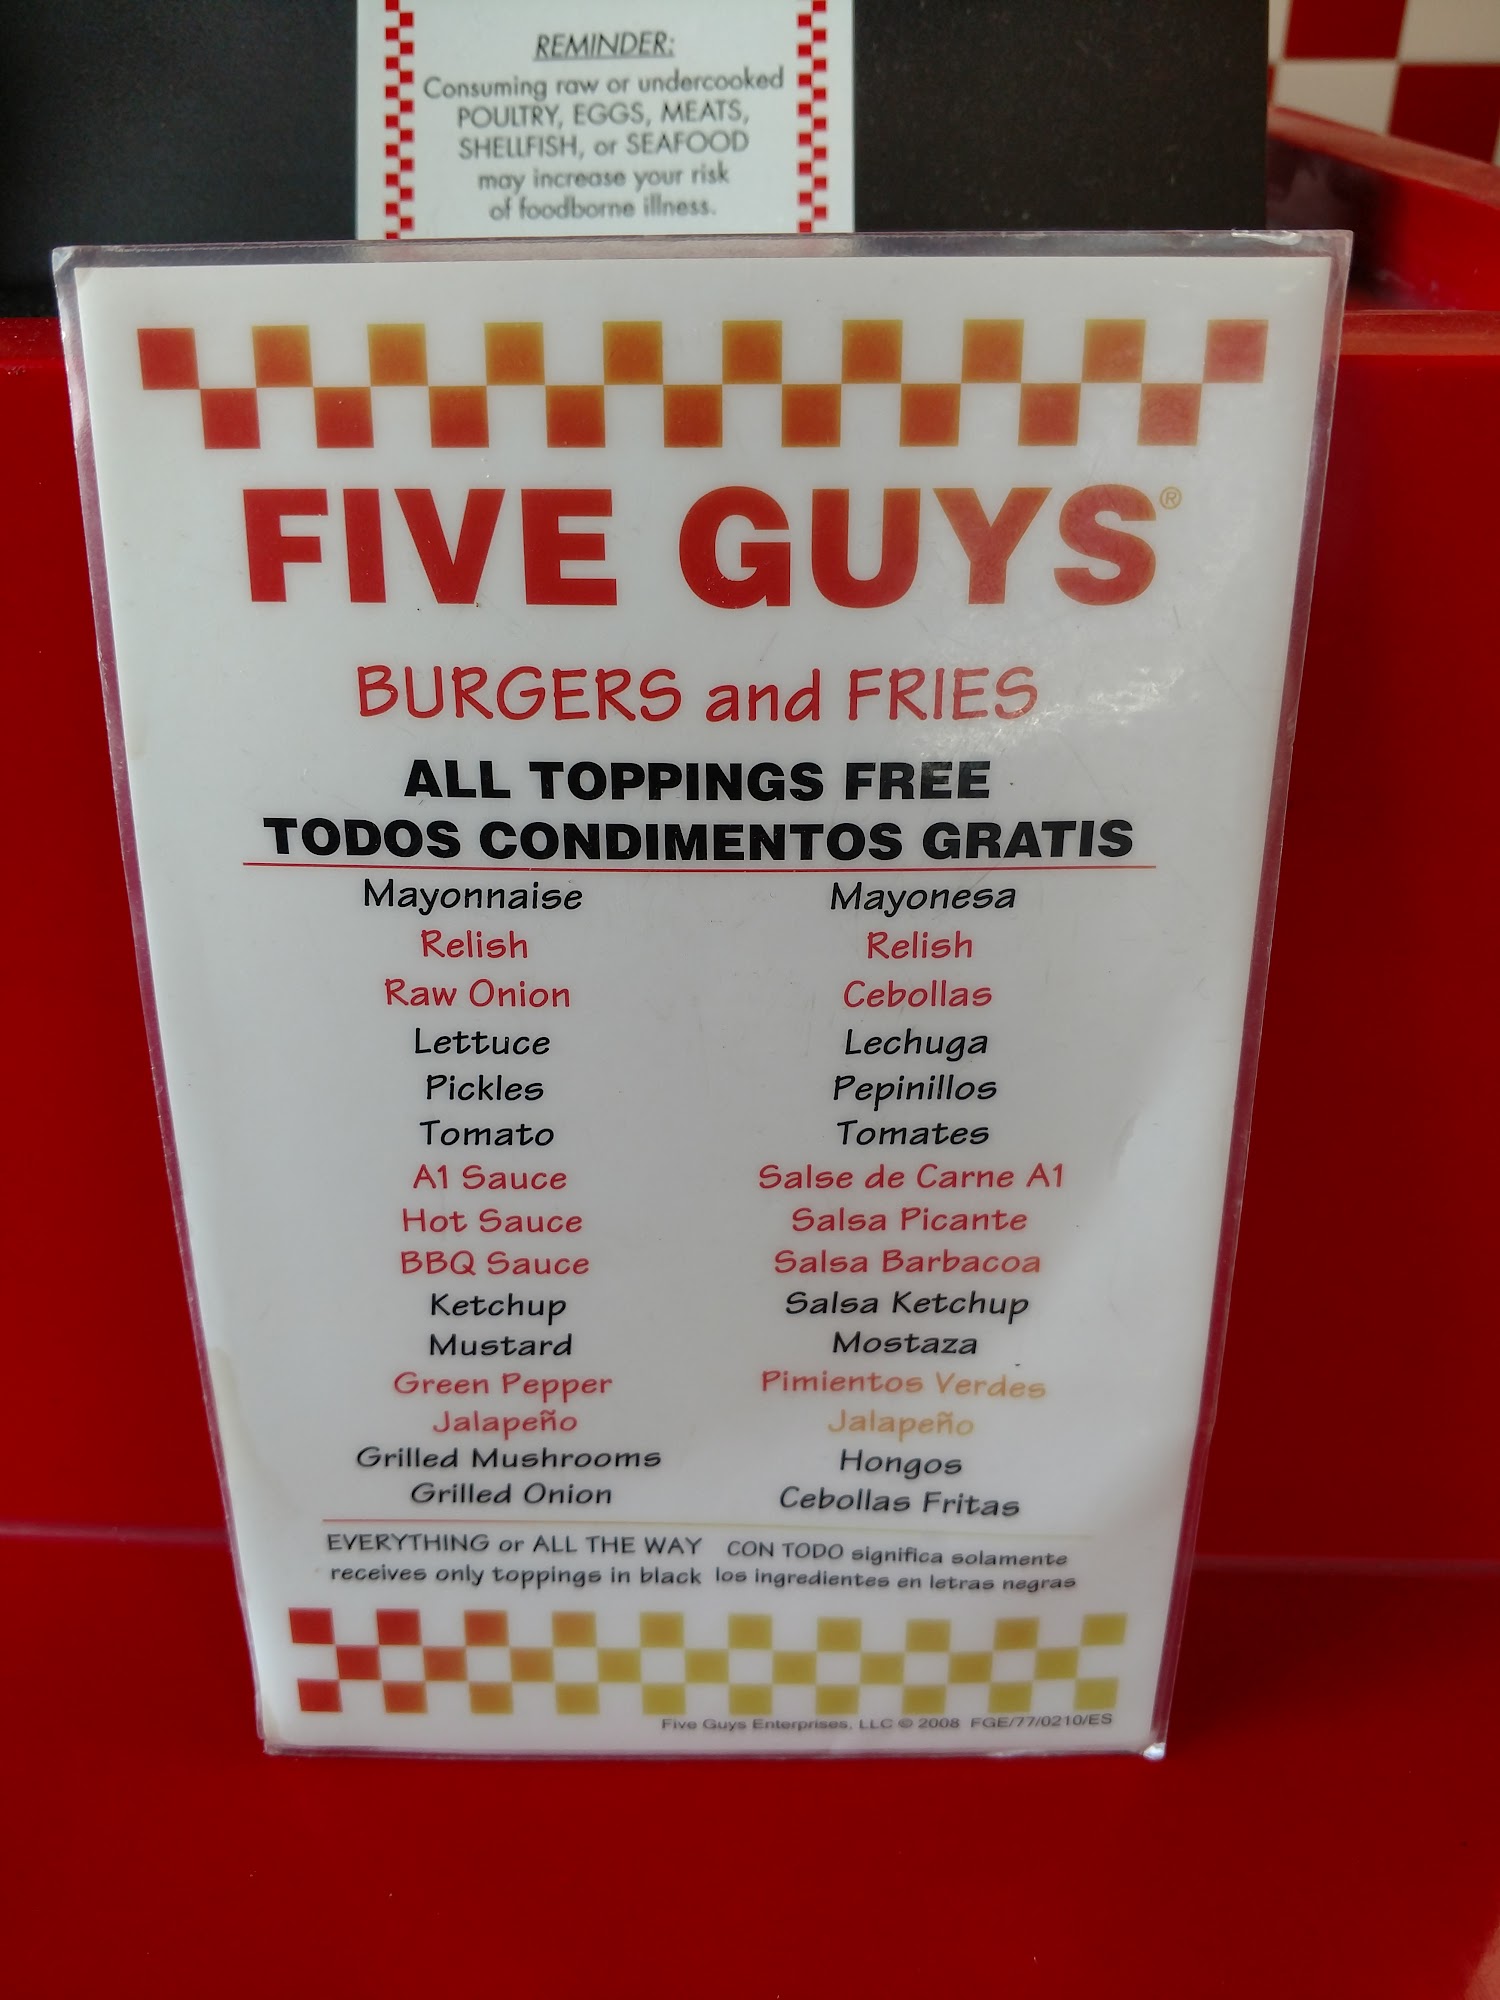 REMINDER:
Consuming raw or undercooked
POULTRY, EGGS, MEATS,
SHELLFISH, or SEAFOOD
may increase your risk
of foodborne illness.
FIVE GUYS®
BURGERS and FRIES
ALL TOPPINGS FREE
TODOS CONDIMENTOS GRATIS
Mayonnaise Mayonesa
Relish Relish
Raw Onion Cebollas
Lettuce Lechuga
Pickles Pepinillos
Tomato Tomates
A1 Sauce Salse de Carne A1
Hot Sauce Salsa Picante
BBQ Sauce Salsa Barbacoa
Ketchup Salsa Ketchup
Mustard Mostaza
Green Pepper Pimientos Verdes
Jalapeño Jalapeño
Grilled Mushrooms Hongos
Grilled Onion Cebollas Fritas
EVERYTHING or ALL THE WAY CON TODO significa solamente
receives only toppings in black los ingredientes en letras negras
Five Guys Enterprises, LLC © 2008 FGE/77/0210/ES